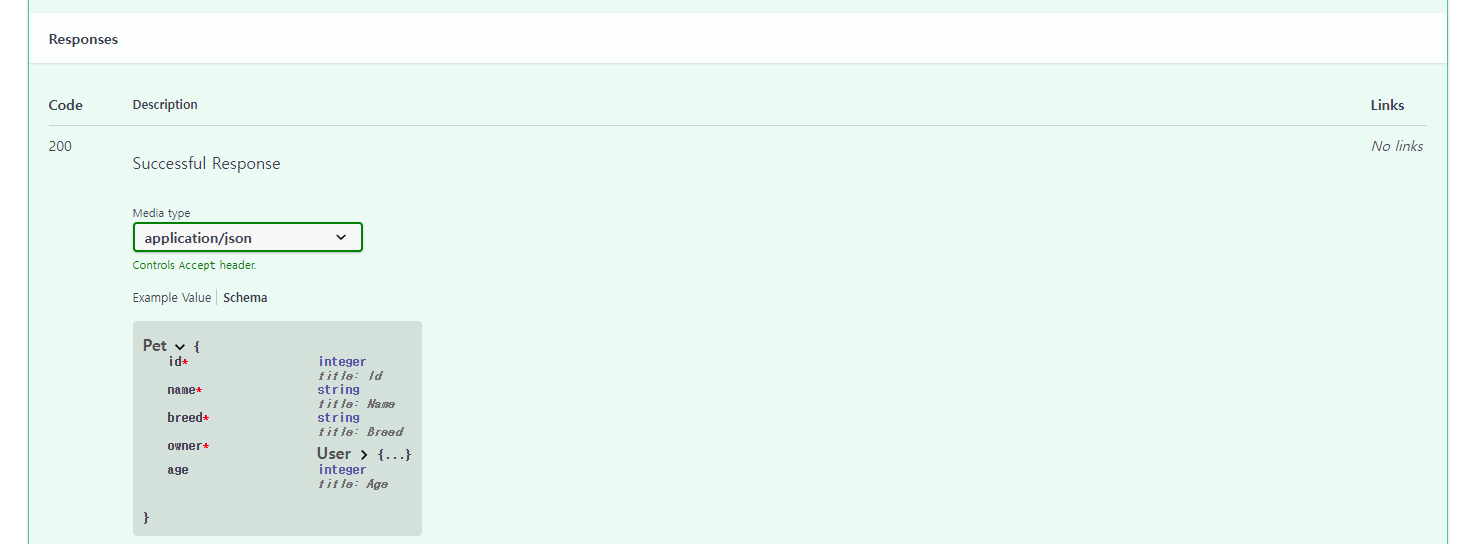 Responses
Code Description Links
200 Successful Response No links
Media type
application/json
Controls Accept header.
Example Value Schema
Pet {
id* integer
title: Id
name* string
title: Name
breed* string
title: Breed
owner* User {...}
age integer
title: Age
}